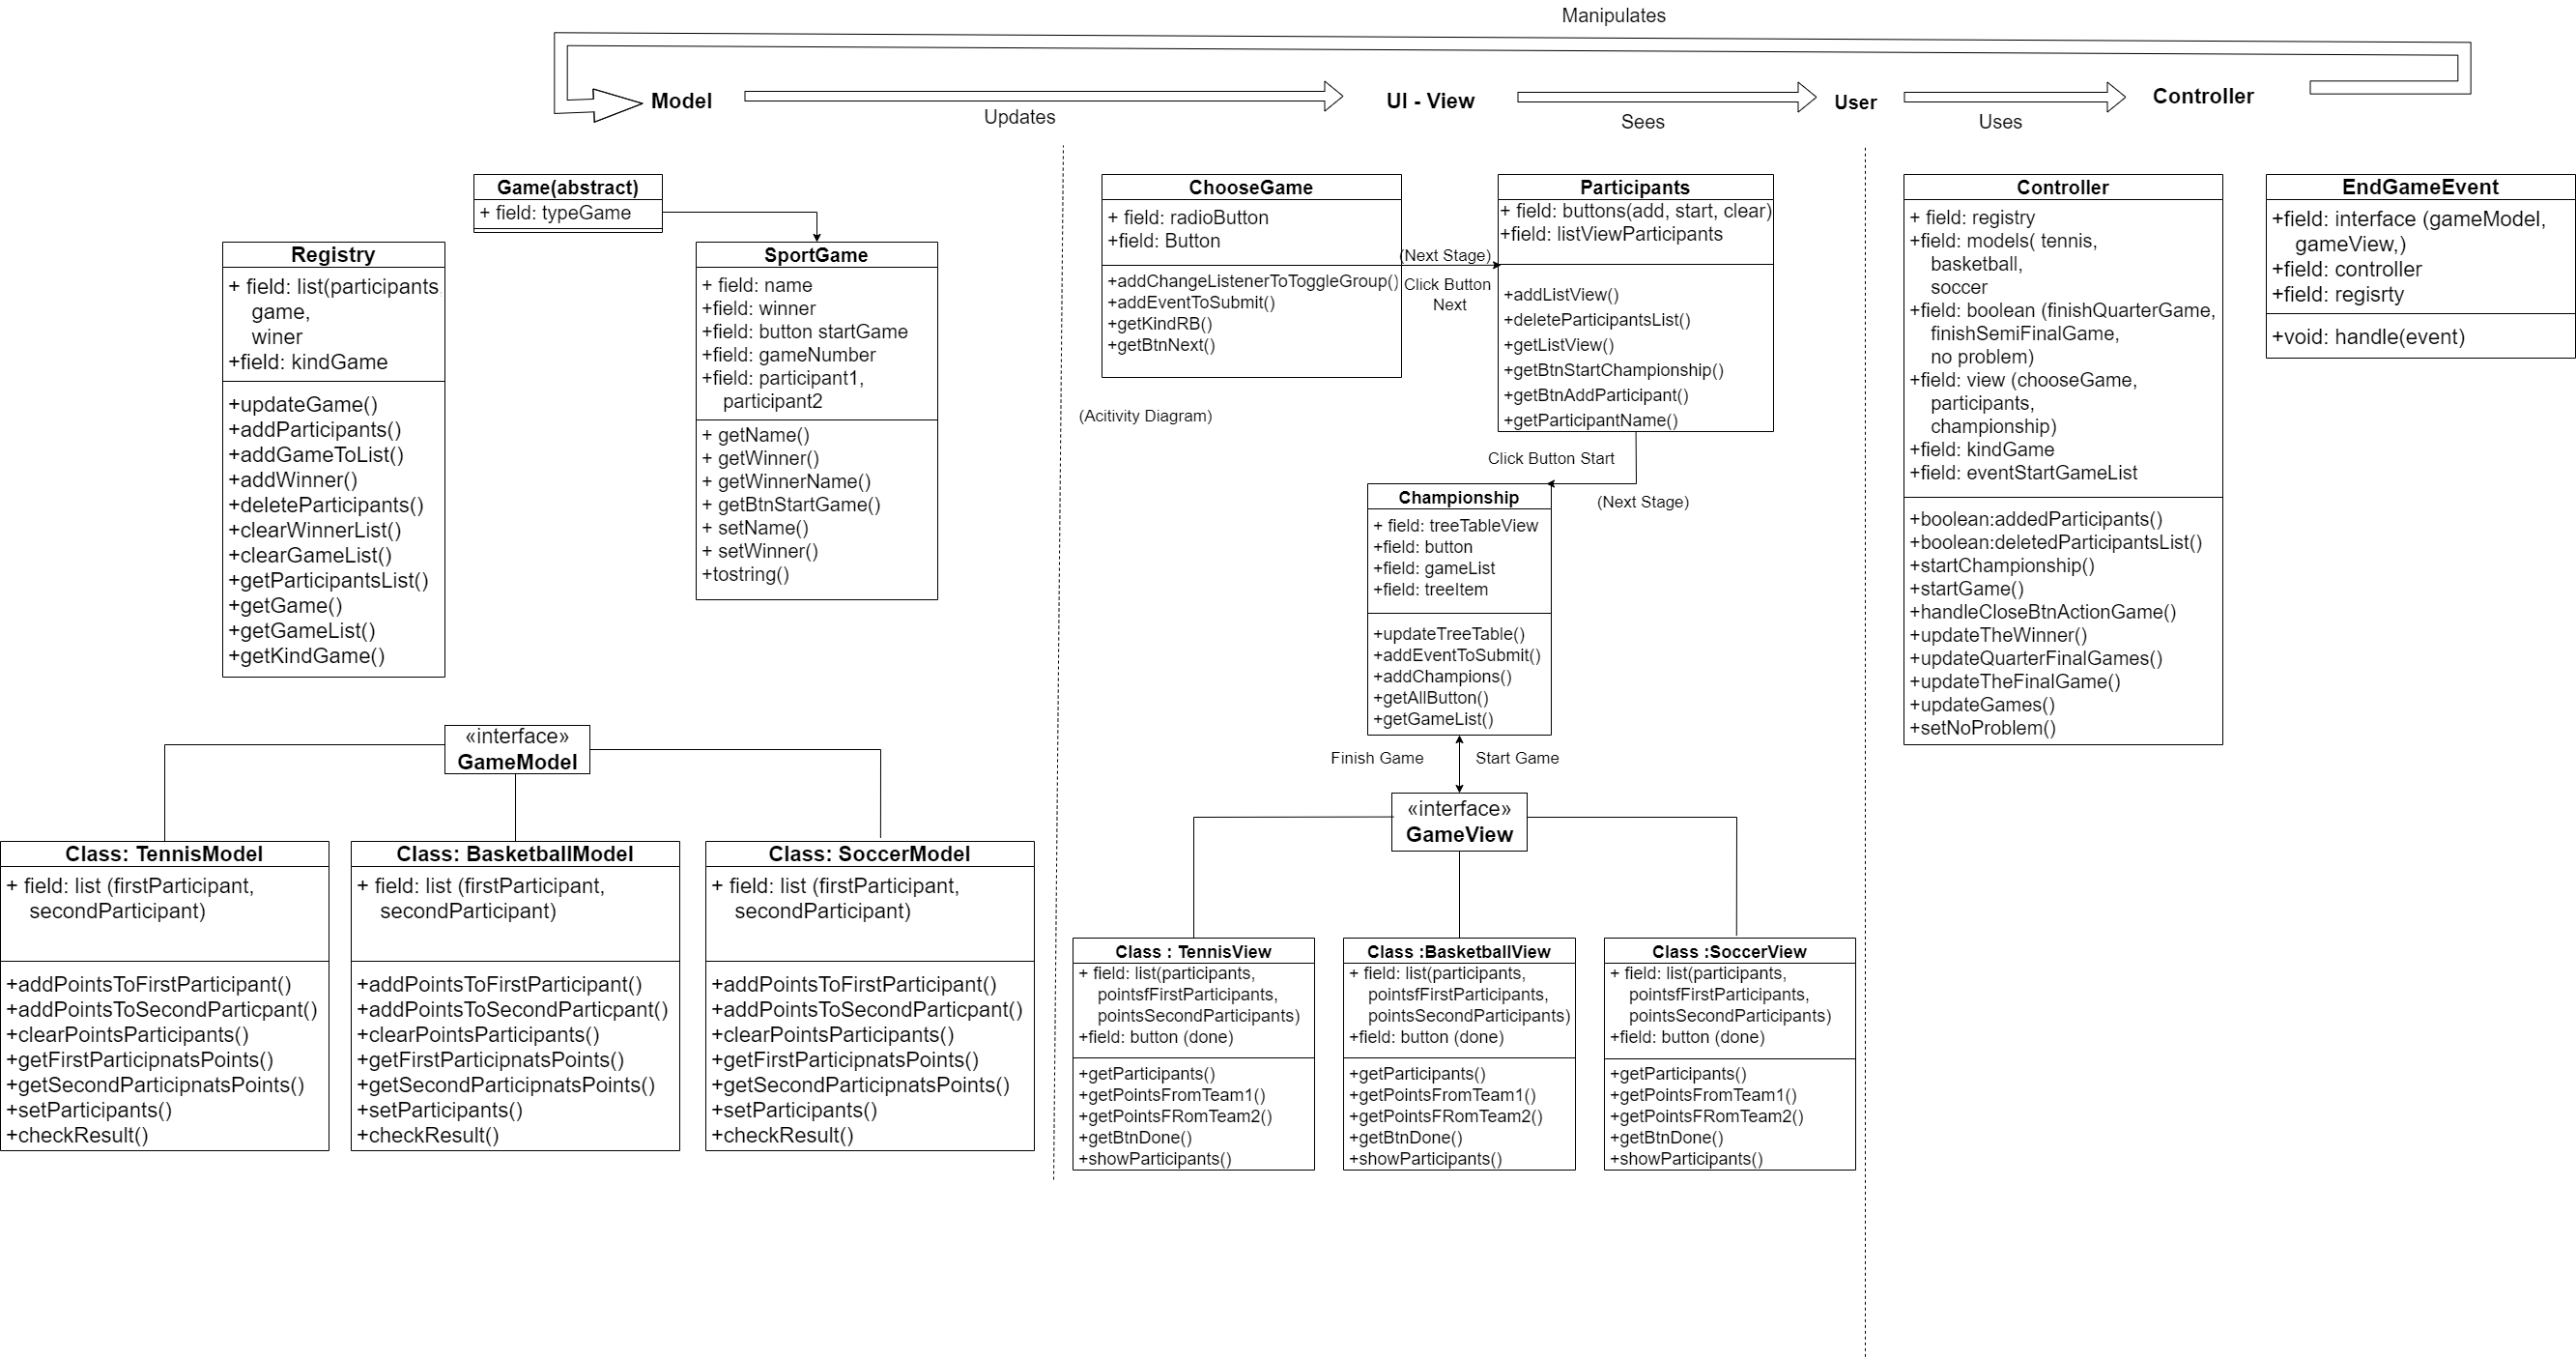 Manipulates
Model
Updates
UI - View
Sees
User
Uses
Controller
Game(abstract)
+ field: typeGame
Registry
+ field: list(participants
game,
winer
+field: kindGame
+updateGame()
+addParticipants()
+addGameToList()
+addWinner()
+deleteParticipants()
+clearWinnerList()
+clearGameList()
+getParticipantsList()
+getGame()
+getGameList()
+getKindGame()
SportGame
+ field: name
+field: winner
+field: button startGame
+field: gameNumber
+field: participant1,
participant2
+ getName()
+ getWinner()
+ getWinnerName()
+ getBtnStartGame()
+ setName()
+ setWinner()
+tostring()
«interface»
GameModel
Class: TennisModel
+ field: list (firstParticipant,
secondParticipant)
+addPointsToFirstParticipant()
+addPointsToSecondParticpant()
+clearPointsParticipants()
+getFirstParticipnatsPoints()
+getSecondParticipnatsPoints()
+setParticipants()
+checkResult()
Class: BasketballModel
+ field: list (firstParticipant,
secondParticipant)
+addPointsToFirstParticipant()
+addPointsToSecondParticpant()
+clearPointsParticipants()
+getFirstParticipnatsPoints()
+getSecondParticipnatsPoints()
+setParticipants()
+checkResult()
Class: SoccerModel
+ field: list (firstParticipant,
secondParticipant)
+addPointsToFirstParticipant()
+addPointsToSecondParticpant()
+clearPointsParticipants()
+getFirstParticipnatsPoints()
+getSecondParticipnatsPoints()
+setParticipants()
+checkResult()
ChooseGame
+ field: radioButton
+field: Button
+addChangeListenerToToggleGroup()
+addEventToSubmit()
+getKindRB()
+getBtnNext()
(Next Stage)
Click Button
Next
(Acitivity Diagram)
Participants
+ field: buttons(add, start, clear)
+field: listViewParticipants
+addListView()
+deleteParticipantsList()
+getListView()
+getBtnStartChampionship()
+getBtnAddParticipant()
+getParticipantName()
Click Button Start
(Next Stage)
Championship
+ field: treeTableView
+field: button
+field: gameList
+field: treeItem
+updateTreeTable()
+addEventToSubmit()
+addChampions()
+getAllButton()
+getGameList()
Finish Game
Start Game
«interface»
GameView
Class : TennisView
+ field: list(participants,
pointsfFirstParticipants,
pointsSecondParticipants)
+field: button (done)
+getParticipants()
+getPointsFromTeam1()
+getPointsFRomTeam2()
+getBtnDone()
+showParticipants()
Class :BasketballView
+ field: list(participants,
pointsfFirstParticipants,
pointsSecondParticipants)
+field: button (done)
+getParticipants()
+getPointsFromTeam1()
+getPointsFRomTeam2()
+getBtnDone()
+showParticipants()
Class :SoccerView
+ field: list(participants,
pointsfFirstParticipants,
pointsSecondParticipants)
+field: button (done)
+getParticipants()
+getPointsFromTeam1()
+getPointsFRomTeam2()
+getBtnDone()
+showParticipants()
Controller
+ field: registry
+field: models( tennis,
basketball,
soccer
+field: boolean (finishQuarterGame,
finishSemiFinalGame,
no problem)
+field: view (chooseGame,
participants,
championship)
+field: kindGame
+field: eventStartGameList
+boolean:addedParticipants()
+boolean:deletedParticipantsList()
+startChampionship()
+startGame()
+handleCloseBtnActionGame()
+updateTheWinner()
+updateQuarterFinalGames()
+updateTheFinalGame()
+updateGames()
+setNoProblem()
EndGameEvent
+field: interface (gameModel,
gameView,)
+field: controller
+field: regisrty
+void: handle(event)